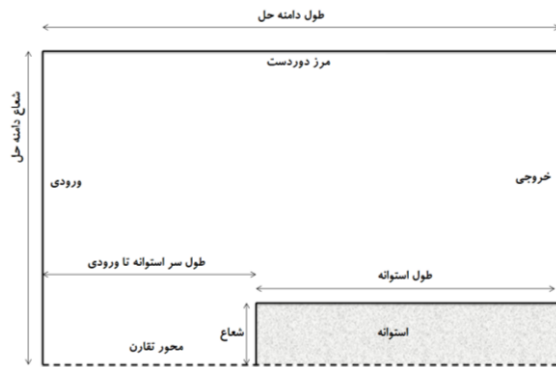 طول دامنه حل
مرز دوردست
شعاع دامنه حل
ورودی
خروجی
طول سر استوانه تا ورودی
طول استوانه
شعاع
استوانه
محور تقارن